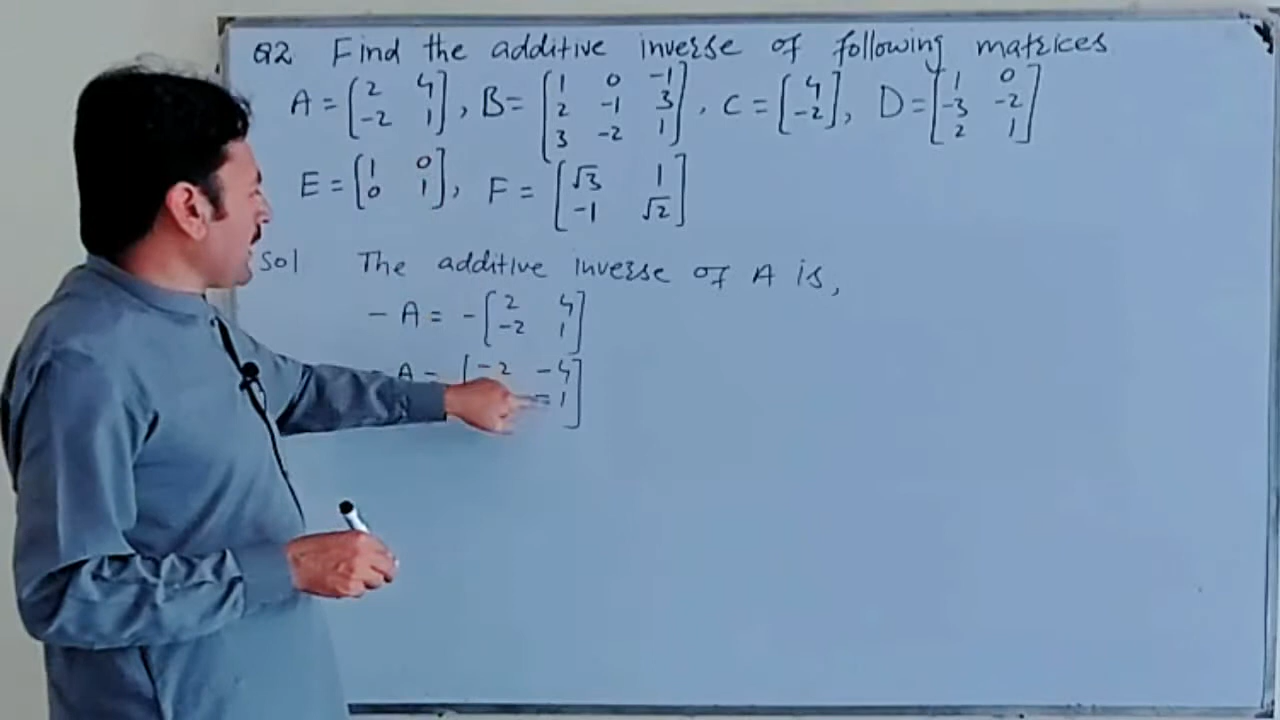 Q2 Find the additive inverse of following matrices
A = [2 4; -2 1], B = [1 0 -1; 2 -1 3; 3 -2 1], C = [4; -2], D = [1 0; -3 -2; 2 1]
E = [1 0; 0 1], F = [√3 1; -1 √2]
Sol The additive inverse of A is,
- A = - [2 4; -2 1]
- A = [-2 -4; -1]